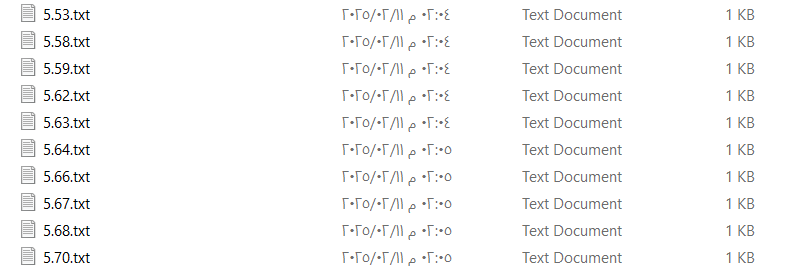 5.53.txt ٢٠٢٥/٠٢/١١ ٠٢:٠٤ م Text Document 1 KB
5.58.txt ٢٠٢٥/٠٢/١١ ٠٢:٠٤ م Text Document 1 KB
5.59.txt ٢٠٢٥/٠٢/١١ ٠٢:٠٤ م Text Document 1 KB
5.62.txt ٢٠٢٥/٠٢/١١ ٠٢:٠٤ م Text Document 1 KB
5.63.txt ٢٠٢٥/٠٢/١١ ٠٢:٠٤ م Text Document 1 KB
5.64.txt ٢٠٢٥/٠٢/١١ ٠٢:٠٥ م Text Document 1 KB
5.66.txt ٢٠٢٥/٠٢/١١ ٠٢:٠٥ م Text Document 1 KB
5.67.txt ٢٠٢٥/٠٢/١١ ٠٢:٠٥ م Text Document 1 KB
5.68.txt ٢٠٢٥/٠٢/١١ ٠٢:٠٥ م Text Document 1 KB
5.70.txt ٢٠٢٥/٠٢/١١ ٠٢:٠٥ م Text Document 1 KB